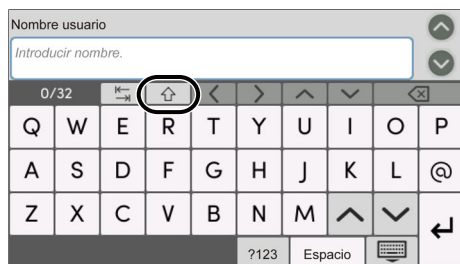 Nombre usuario
Introducir nombre.
0/32
Q W E R T Y U I O P
A S D F G H J K L @
Z X C V B N M
?123 Espacio